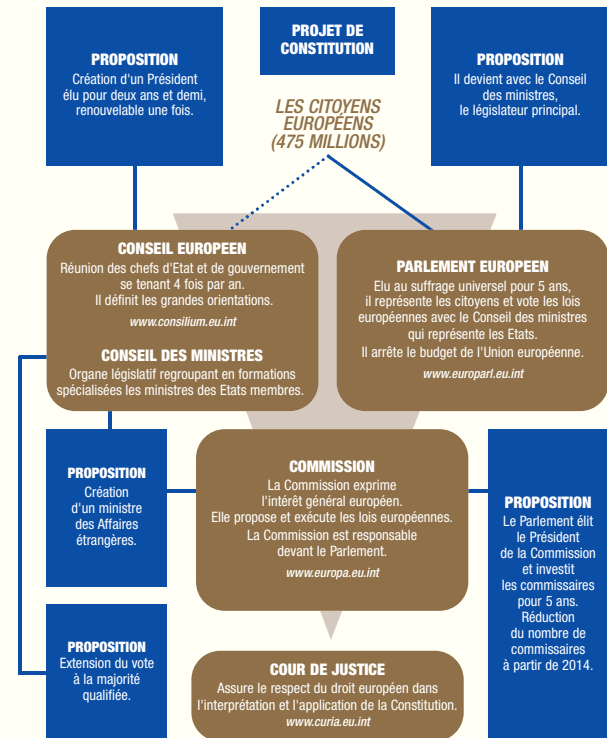 PROJET DE
CONSTITUTION
PROPOSITION
Création d'un Président
élu pour deux ans et demi,
renouvelable une fois.
PROPOSITION
Il devient avec le Conseil
des ministres,
le législateur principal.
LES CITOYENS
EUROPÉENS
(475 MILLIONS)
CONSEIL EUROPEEN
Réunion des chefs d'Etat et de gouvernement
se tenant 4 fois par an.
Il définit les grandes orientations.
www.consilium.eu.int
CONSEIL DES MINISTRES
Organe législatif regroupant en formations
spécialisées les ministres des Etats membres.
PARLEMENT EUROPEEN
Elu au suffrage universel pour 5 ans,
il représente les citoyens et vote les lois
européennes avec le Conseil des ministres
qui représente les Etats.
Il arrête le budget de l'Union européenne.
www.europarl.eu.int
PROPOSITION
Création
d'un ministre
des Affaires
étrangères.
COMMISSION
La Commission exprime
l'intérêt général européen.
Elle propose et exécute les lois européennes.
La Commission est responsable
devant le Parlement.
www.europa.eu.int
PROPOSITION
Le Parlement élit
le Président
de la Commission
et investit
les commissaires
pour 5 ans.
Réduction
du nombre de
commissaires
à partir de 2014.
PROPOSITION
Extension du vote
à la majorité
qualifiée.
COUR DE JUSTICE
Assure le respect du droit européen dans
l'interprétation et l'application de la Constitution.
www.curia.eu.int